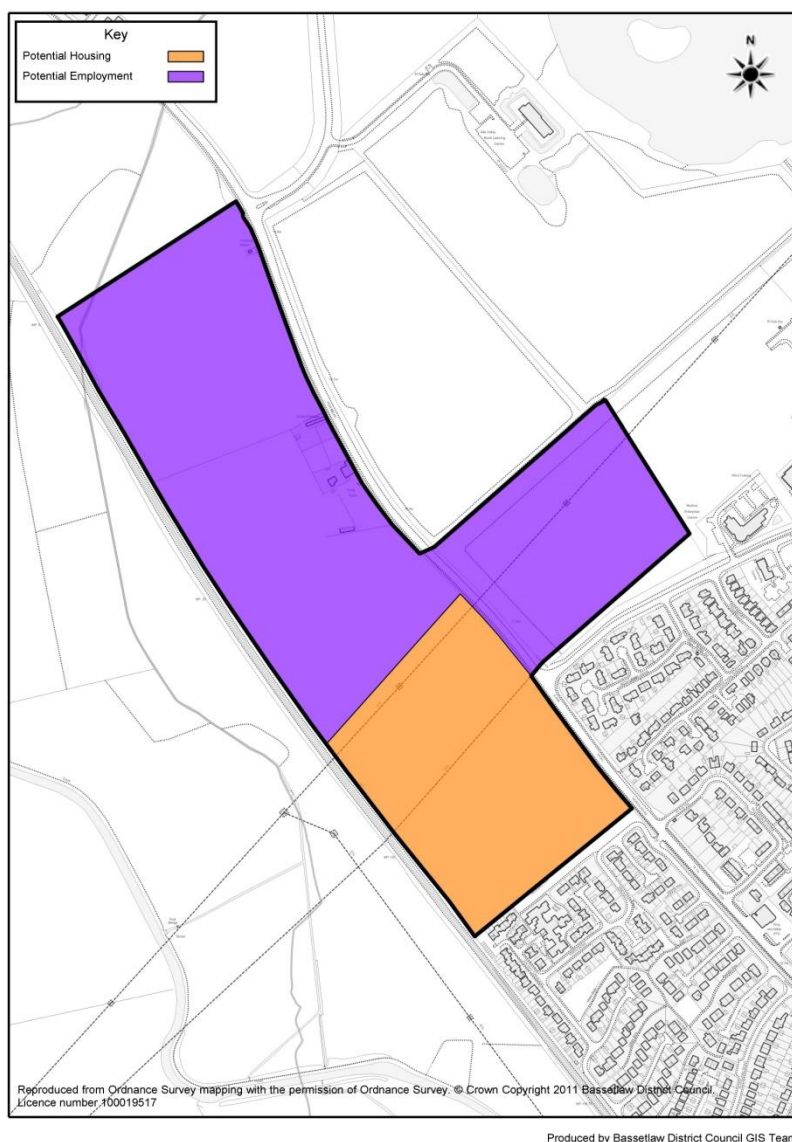 Key
Potential Housing
Potential Employment
N
Reproduced from Ordnance Survey mapping with the permission of Ordnance Survey. © Crown Copyright 2011 Bassetlaw District Council.
Licence number 100019517
Produced by Bassetlaw District Council GIS Team